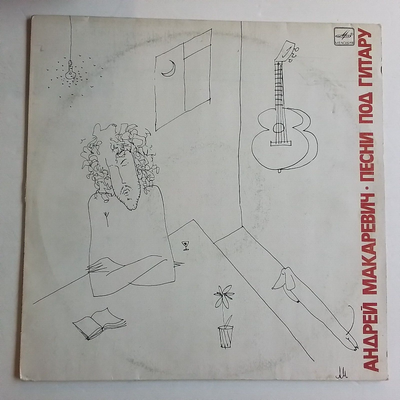 АНДРЕЙ МАКАРЕВИЧ · ПЕСНИ ПОД ГИТАРУ